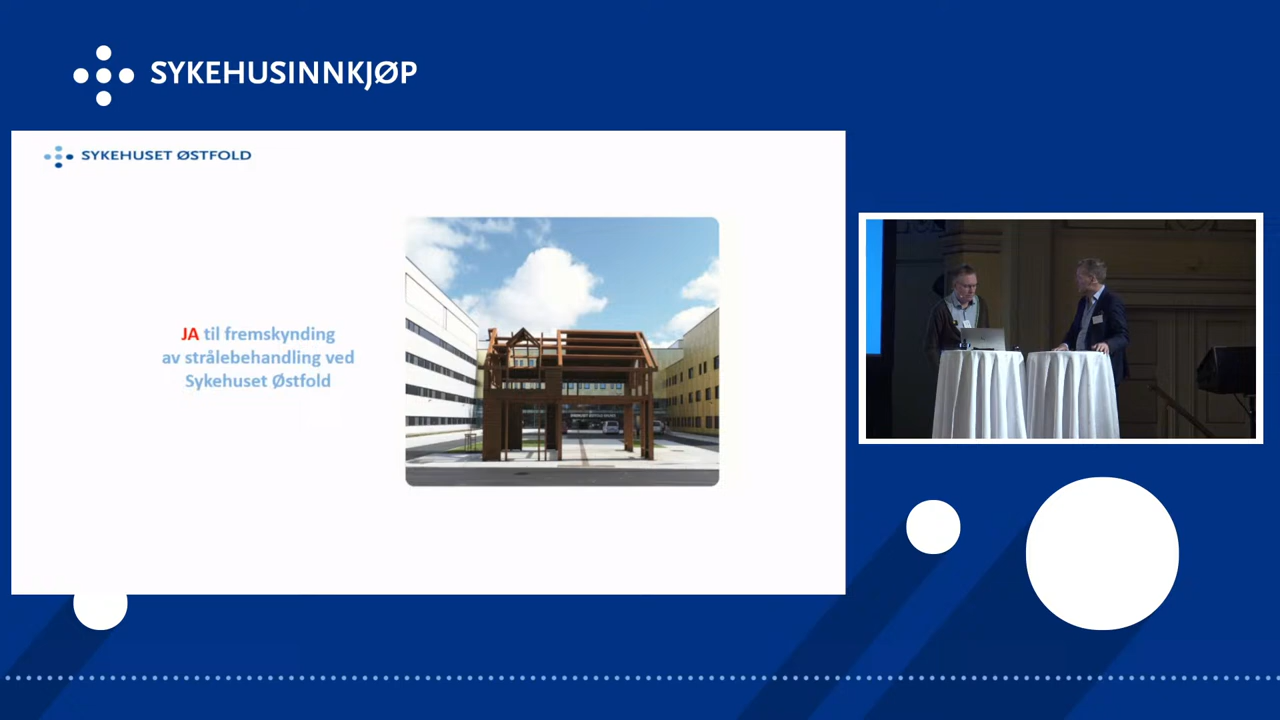 SYKEHUSINNKJØP
SYKEHUSET ØSTFOLD
JA til fremskynding
av strålebehandling ved
Sykehuset Østfold